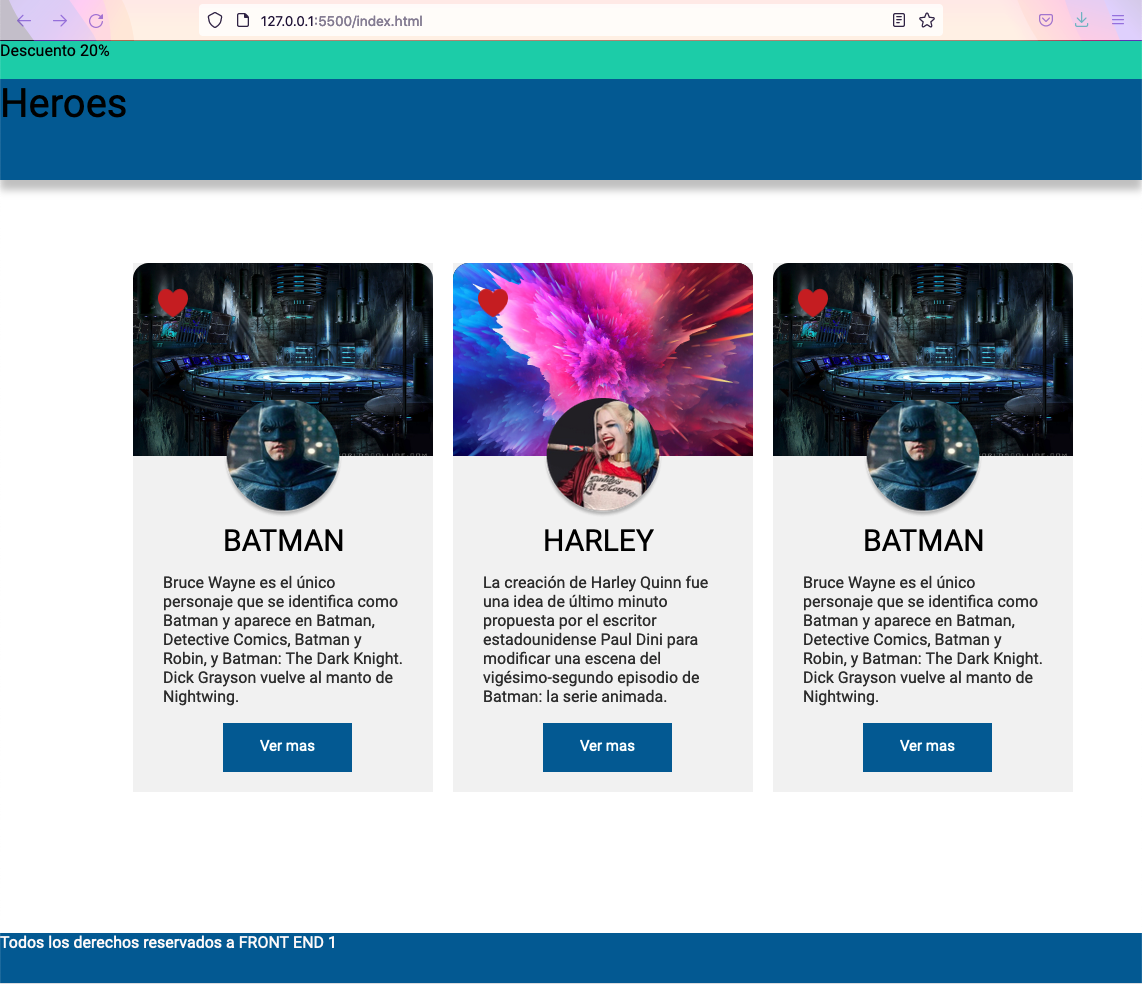 127.0.0.1:5500/index.html
Descuento 20%
Heroes
BATMAN
Bruce Wayne es el único
personaje que se identifica como
Batman y aparece en Batman,
Detective Comics, Batman y
Robin, y Batman: The Dark Knight.
Dick Grayson vuelve al manto de
Nightwing.
Ver mas
HARLEY
La creación de Harley Quinn fue
una idea de último minuto
propuesta por el escritor
estadounidense Paul Dini para
modificar una escena del
vigésimo-segundo episodio de
Batman: la serie animada.
Ver mas
BATMAN
Bruce Wayne es el único
personaje que se identifica como
Batman y aparece en Batman,
Detective Comics, Batman y
Robin, y Batman: The Dark Knight.
Dick Grayson vuelve al manto de
Nightwing.
Ver mas
Todos los derechos reservados a FRONT END 1